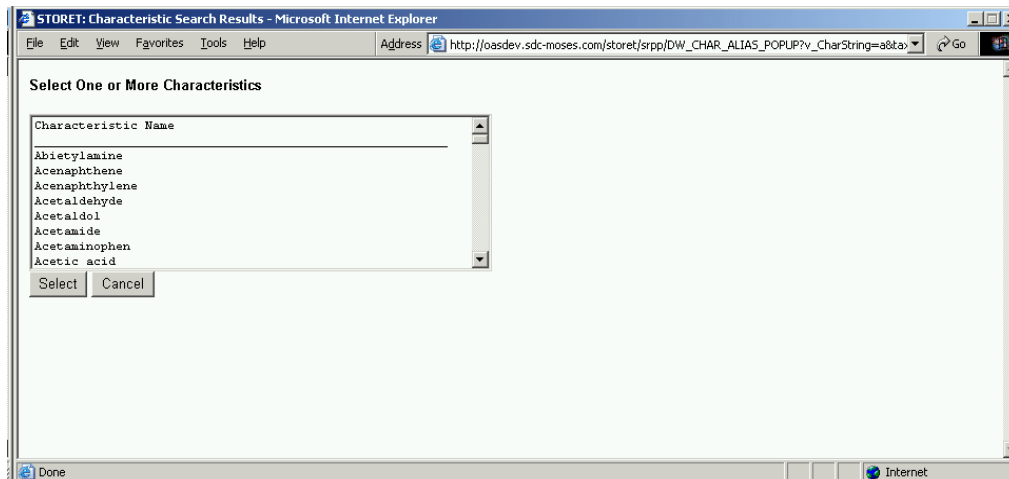 STORET: Characteristic Search Results - Microsoft Internet Explorer
File Edit View Favorites Tools Help Address http://oasdev.sdc-moses.com/storet/srpp/DW_CHAR_ALIAS_POPUP?v_CharString=a&ta Go
Select One or More Characteristics
Characteristic Name
Abietylamine
Acenaphthene
Acenaphthylene
Acetaldehyde
Acetaldol
Acetamide
Acetaminophen
Acetic acid
Select Cancel
Done Internet